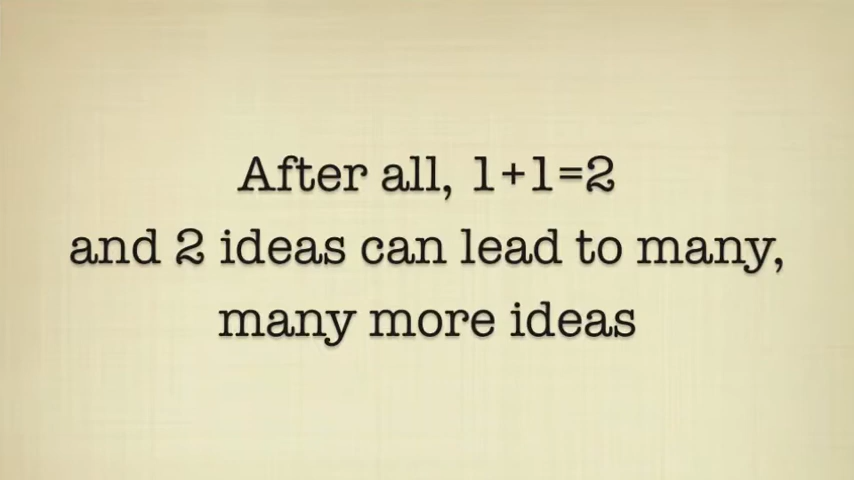 After all, 1+1=2
and 2 ideas can lead to many,
many more ideas